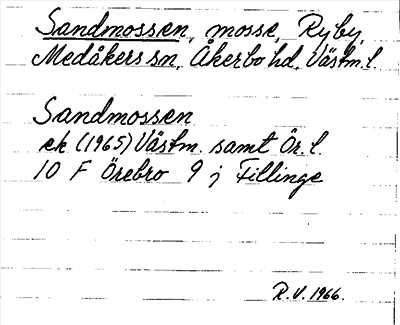 Sandmossen, mosse, Ryby,
Medåkers sn, Åkerbo hd, Västm.l.
Sandmossen
ek (1965) Västm. samt Ör.l.
10 F Örebro 9 j Fillinge
R.V. 1966.